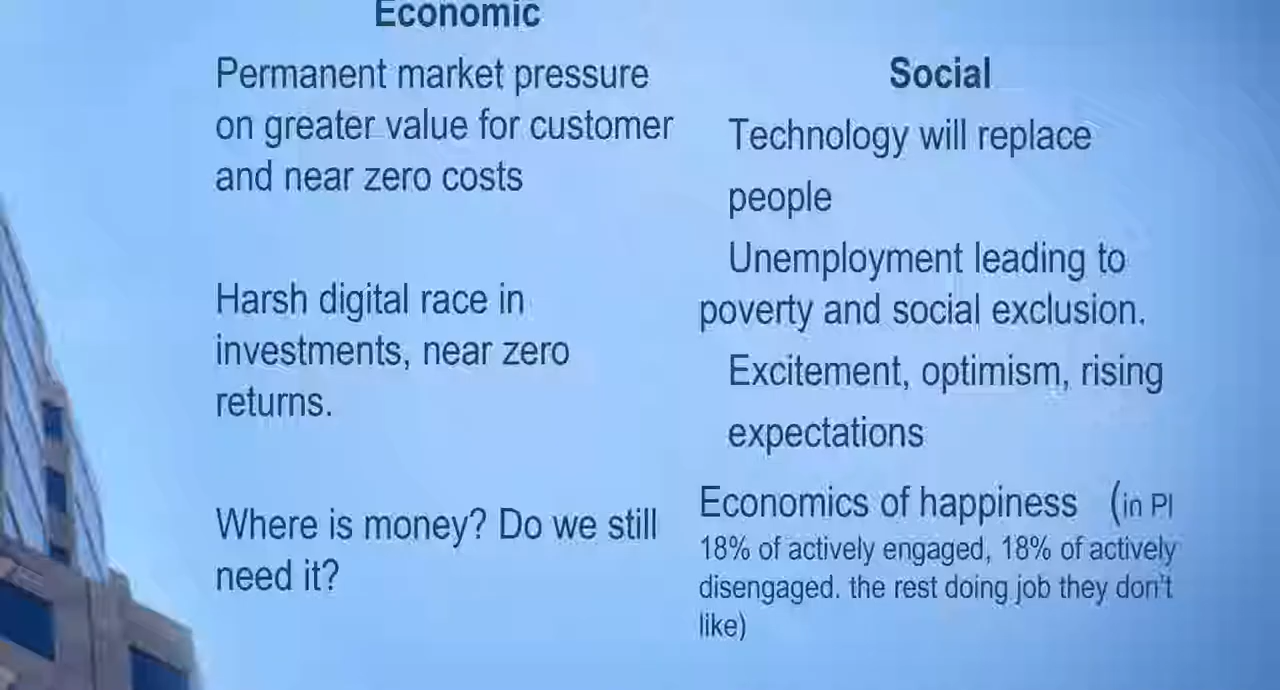 Economic
Permanent market pressure
on greater value for customer
and near zero costs
Harsh digital race in
investments, near zero
returns.
Where is money? Do we still
need it?
Social
Technology will replace
people
Unemployment leading to
poverty and social exclusion.
Excitement, optimism, rising
expectations
Economics of happiness (in Pl
18% of actively engaged, 18% of actively
disengaged. the rest doing job they don't
like)